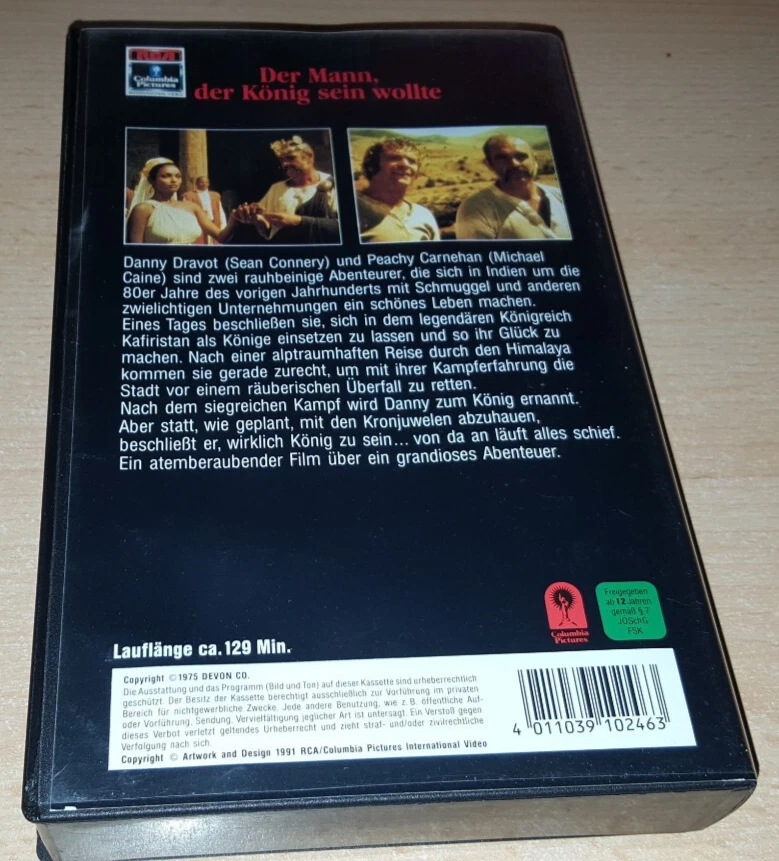 Columbia
Pictures
Der Mann,
der König sein wollte
Danny Dravot (Sean Connery) und Peachy Carnehan (Michael
Caine) sind zwei rauhbeinige Abenteurer, die sich in Indien um die
80er Jahre des vorigen Jahrhunderts mit Schmuggel und anderen
zwielichtigen Unternehmungen ein schönes Leben machen.
Eines Tages beschließen sie, sich in dem legendären Königreich
Kafiristan als Könige einsetzen zu lassen und so ihr Glück zu
machen. Nach einer alptraumhaften Reise durch den Himalaya
kommen sie gerade zurecht, um mit ihrer Kampferfahrung die
Stadt vor einem räuberischen Überfall zu retten.
Nach dem siegreichen Kampf wird Danny zum König ernannt.
Aber statt, wie geplant, mit den Kronjuwelen abzuhauen,
beschließt er, wirklich König zu sein... von da an läuft alles schief.
Ein atemberaubender Film über ein grandioses Abenteuer.
Columbia
Pictures
Freigegeben
ab 12 Jahren
gemäß § 7
JÖSchG
FSK
Lauflänge ca. 129 Min.
Copyright © 1975 DEVON CO.
Die Ausstattung und das Programm (Bild und Ton) auf dieser Kassette sind urheberrechtlich
geschützt. Der Besitz der Kassette berechtigt ausschließlich zur Vorführung im privaten
Bereich für nichtgewerbliche Zwecke. Jede andere Benutzung, wie z. B. öffentliche Auf-
oder Vorführung, Sendung, Vervielfältigung jeglicher Art ist untersagt. Ein Verstoß gegen
dieses Verbot verletzt geltendes Urheberrecht und zieht straf- und/oder zivilrechtliche
Verfolgung nach sich.
Copyright © Artwork and Design 1991 RCA/Columbia Pictures International Video
4 011039 102463